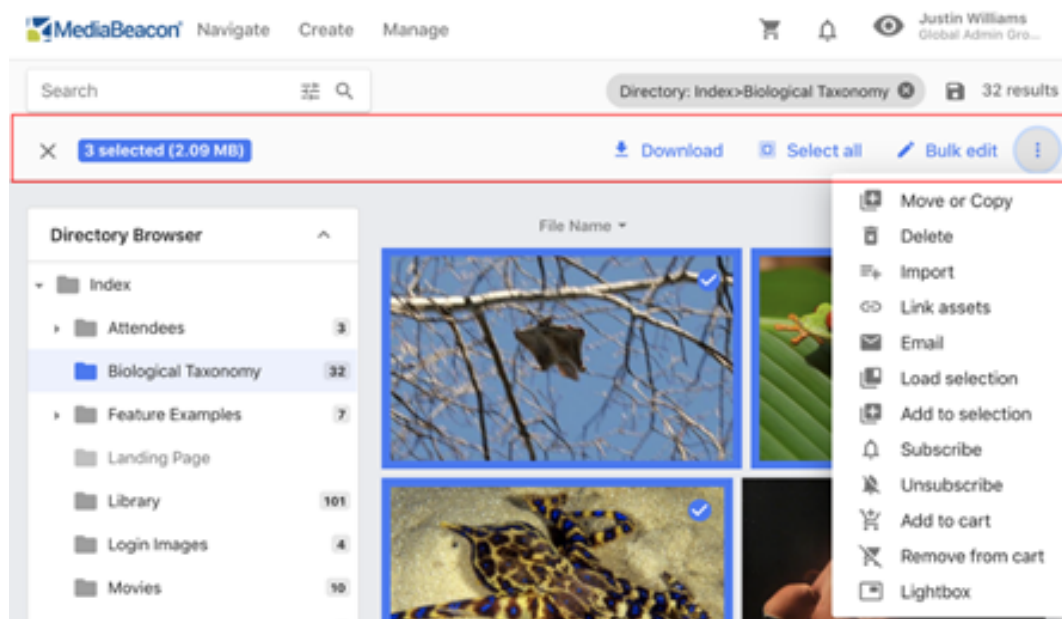 MediaBeacon® Navigate Create Manage
Justin Williams
Global Admin Gro...
Search
Directory: Index>Biological Taxonomy
32 results
3 selected (2.09 MB)
Download
Select all
Bulk edit
Directory Browser
Index
Attendees 3
Biological Taxonomy 32
Feature Examples 7
Landing Page
Library 101
Login Images 4
Movies 10
File Name
Move or Copy
Delete
Import
Link assets
Email
Load selection
Add to selection
Subscribe
Unsubscribe
Add to cart
Remove from cart
Lightbox